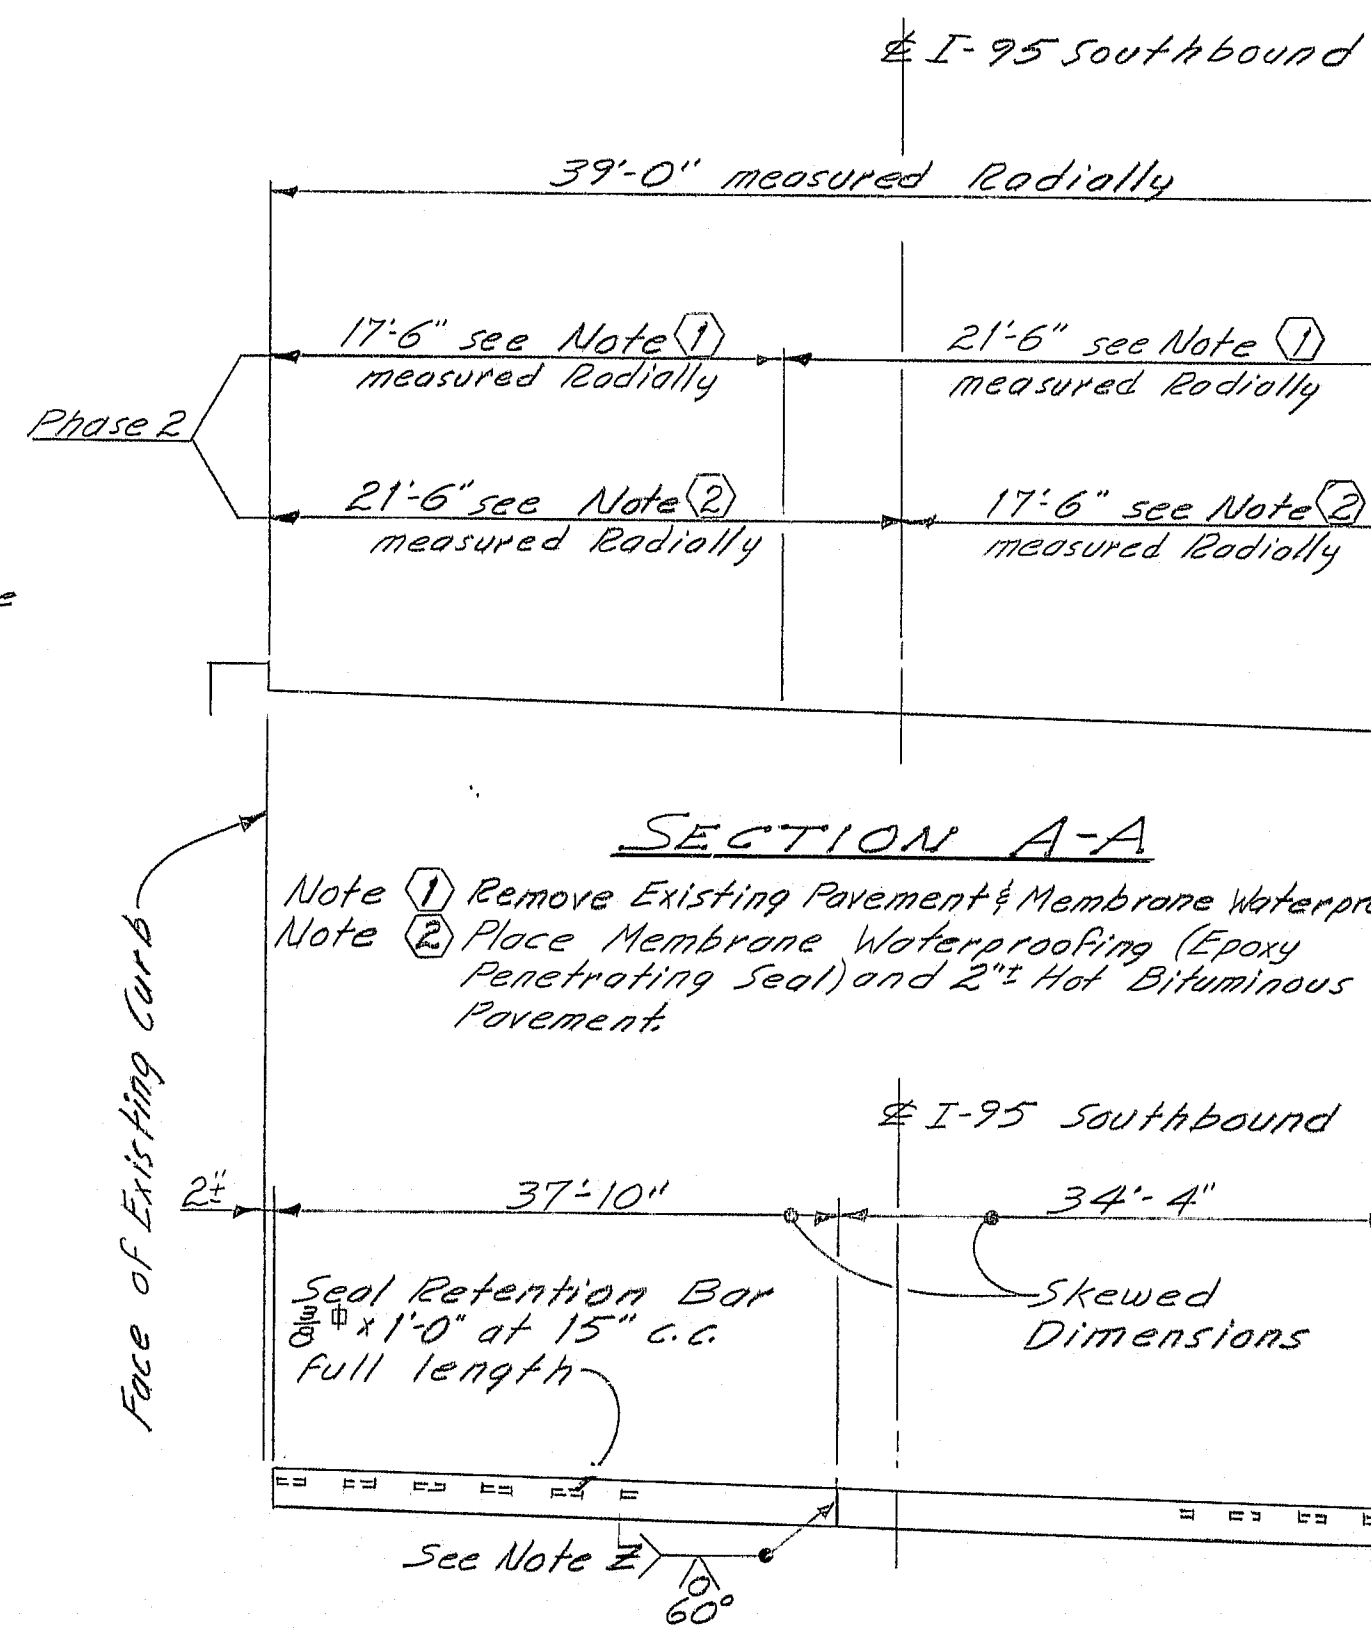 ℄ I-95 Southbound
39'-0" measured Radially
17'-6" see Note 1
measured Radially
21'-6" see Note 1
measured Radially
Phase 2
21'-6" see Note 2
measured Radially
17'-6" see Note 2
measured Radially
SECTION A-A
Note 1 Remove Existing Pavement & Membrane Waterpro
Note 2 Place Membrane Waterproofing (Epoxy
Penetrating Seal) and 2"± Hot Bituminous
Pavement.
Face of Existing Curb
℄ I-95 Southbound
2"±
37'-10"
34'-4"
Seal Retention Bar
3/8" ⌀ x 1'-0" at 15" c.c.
full length
Skewed
Dimensions
See Note Z
0
60°